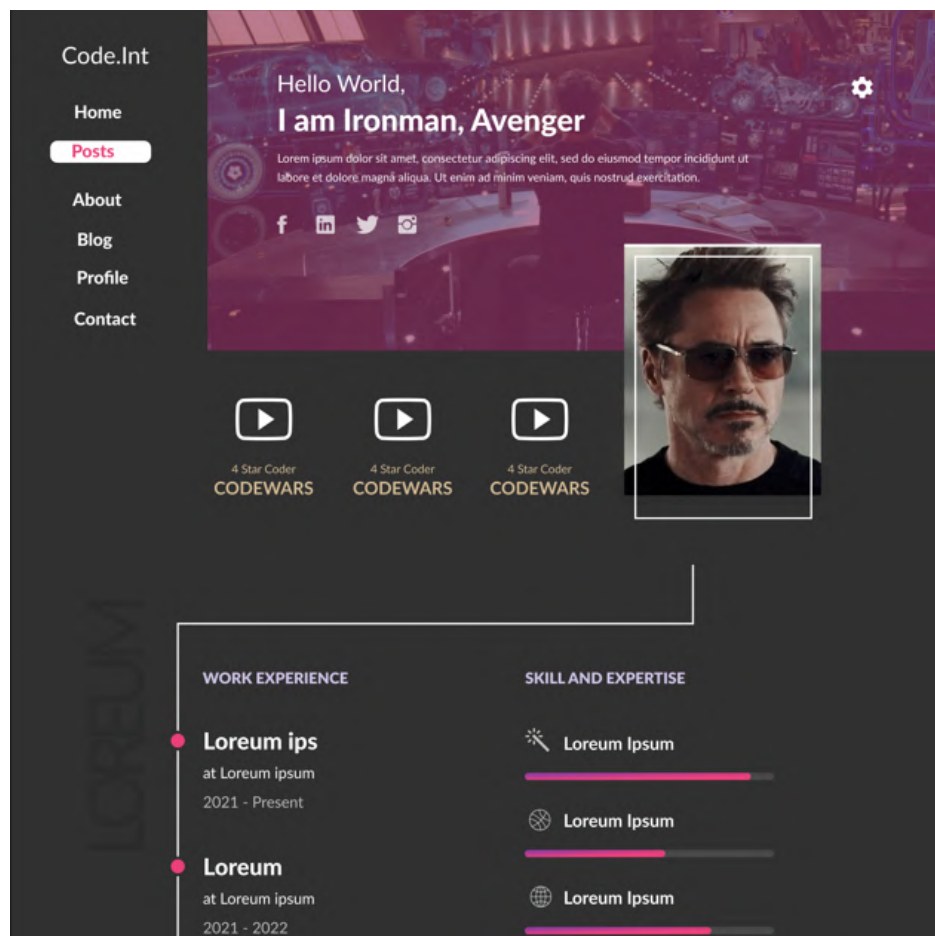 Code.Int
Home
Posts
About
Blog
Profile
Contact
Hello World,
I am Ironman, Avenger
Lorem ipsum dolor sit amet, consectetur adipiscing elit, sed do eiusmod tempor incididunt ut
labore et dolore magna aliqua. Ut enim ad minim veniam, quis nostrud exercitation.
4 Star Coder
CODEWARS
4 Star Coder
CODEWARS
4 Star Coder
CODEWARS
LOREUM
WORK EXPERIENCE
Loreum ips
at Loreum ipsum
2021 - Present
Loreum
at Loreum ipsum
2021 - 2022
SKILL AND EXPERTISE
Loreum Ipsum
Loreum Ipsum
Loreum Ipsum